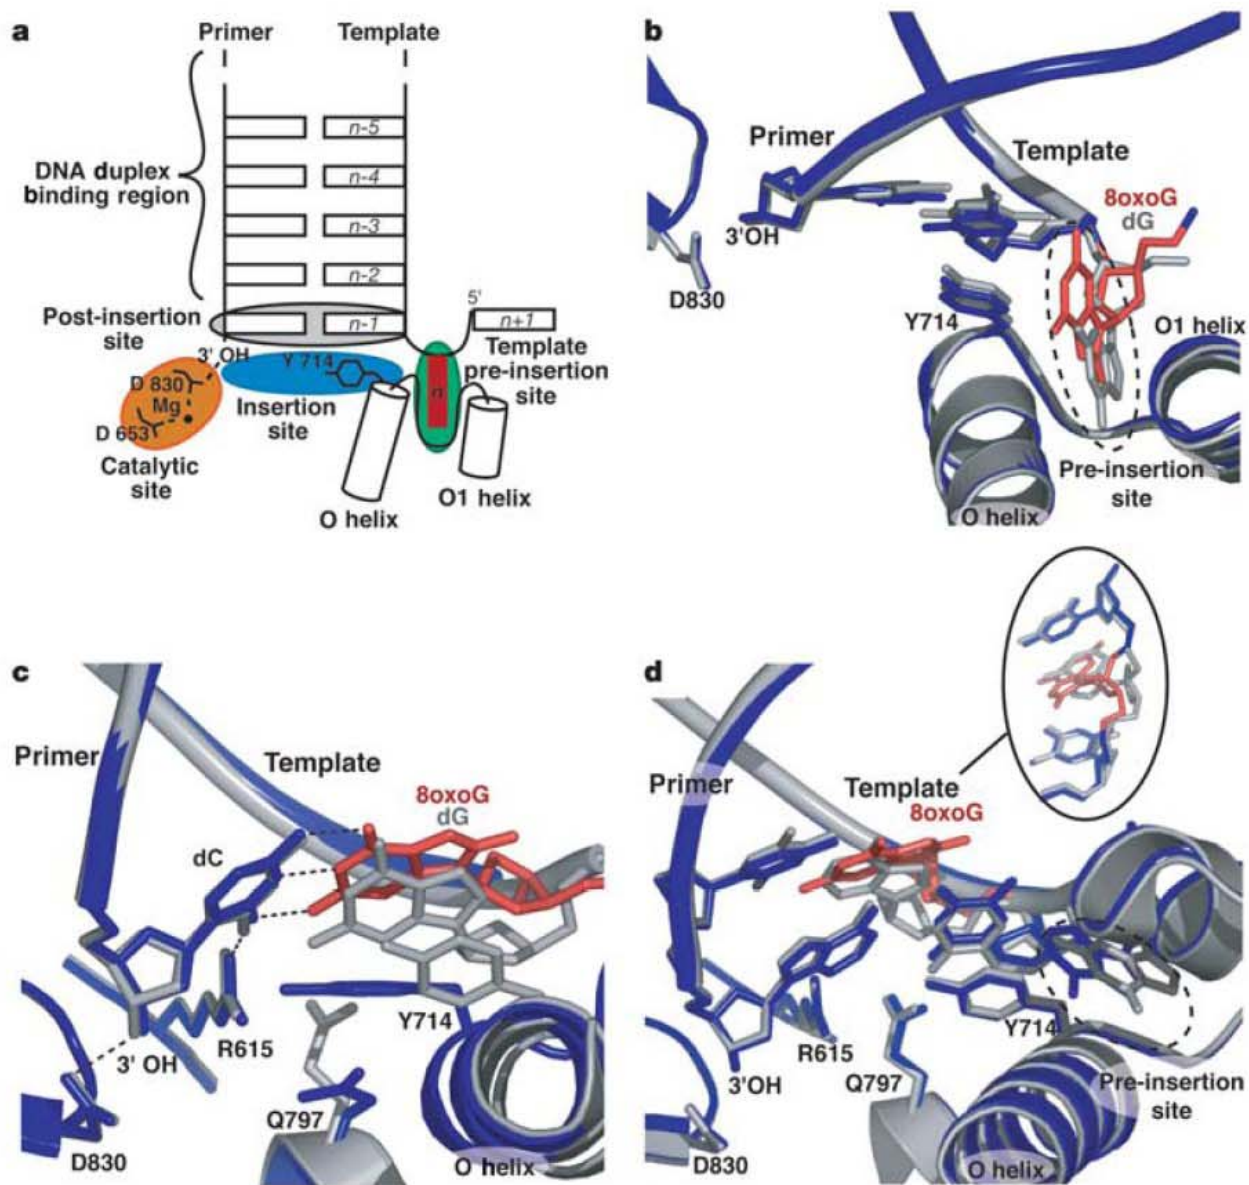 a
Primer
Template
n-5
n-4
DNA duplex
binding region
n-3
n-2
Post-insertion
site
n-1
5'
n+1
3' OH
Y 714
Template
pre-insertion
site
D 830
Mg
n
D 653
Insertion
site
Catalytic
site
O helix
O1 helix
b
Primer
Template
8oxoG
dG
3'OH
D830
Y714
O1 helix
Pre-insertion
site
O helix
c
Primer
Template
8oxoG
dG
dC
Y714
R615
3' OH
Q797
D830
O helix
d
Primer
Template
8oxoG
Y714
R615
3'OH
Q797
Pre-insertion
site
D830
O helix